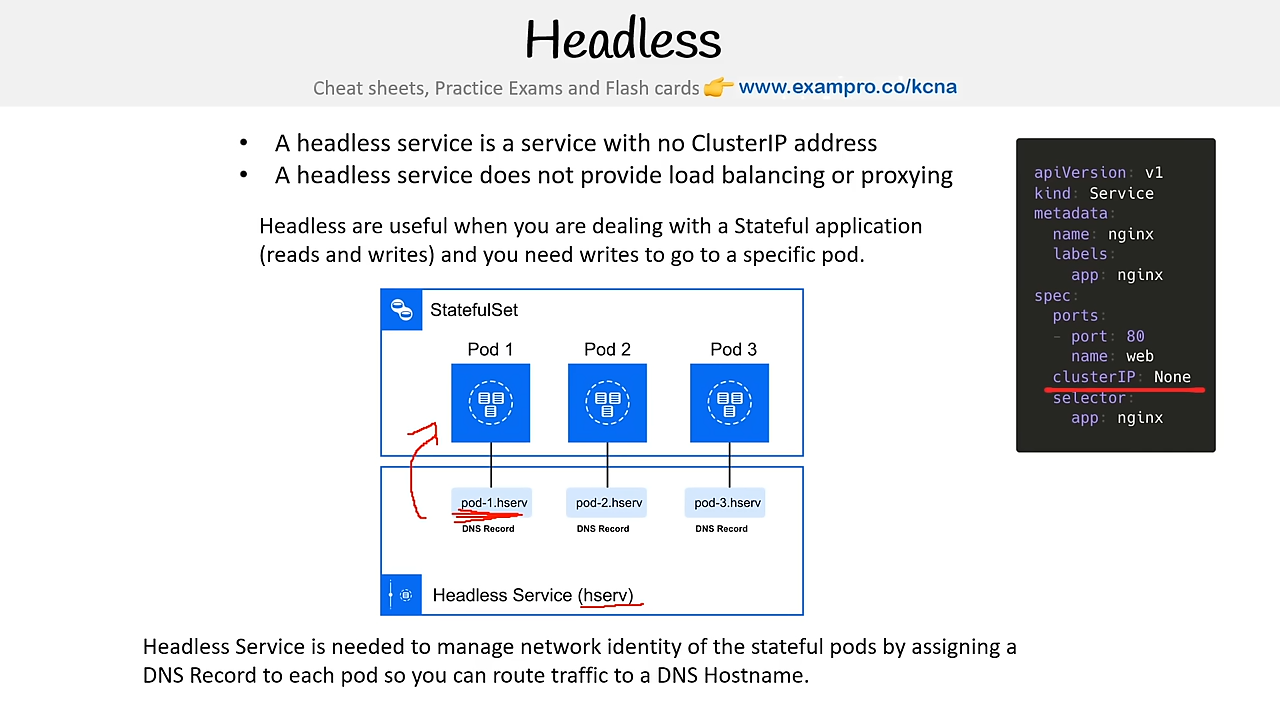 Headless
Cheat sheets, Practice Exams and Flash cards 👉 www.exampro.co/kcna
• A headless service is a service with no ClusterIP address
• A headless service does not provide load balancing or proxying
Headless are useful when you are dealing with a Stateful application
(reads and writes) and you need writes to go to a specific pod.
StatefulSet
Pod 1 Pod 2 Pod 3
pod-1.hserv pod-2.hserv pod-3.hserv
DNS Record DNS Record DNS Record
Headless Service (hserv)
Headless Service is needed to manage network identity of the stateful pods by assigning a
DNS Record to each pod so you can route traffic to a DNS Hostname.
apiVersion: v1
kind: Service
metadata:
  name: nginx
  labels:
    app: nginx
spec:
  ports:
  - port: 80
    name: web
  clusterIP: None
  selector:
    app: nginx